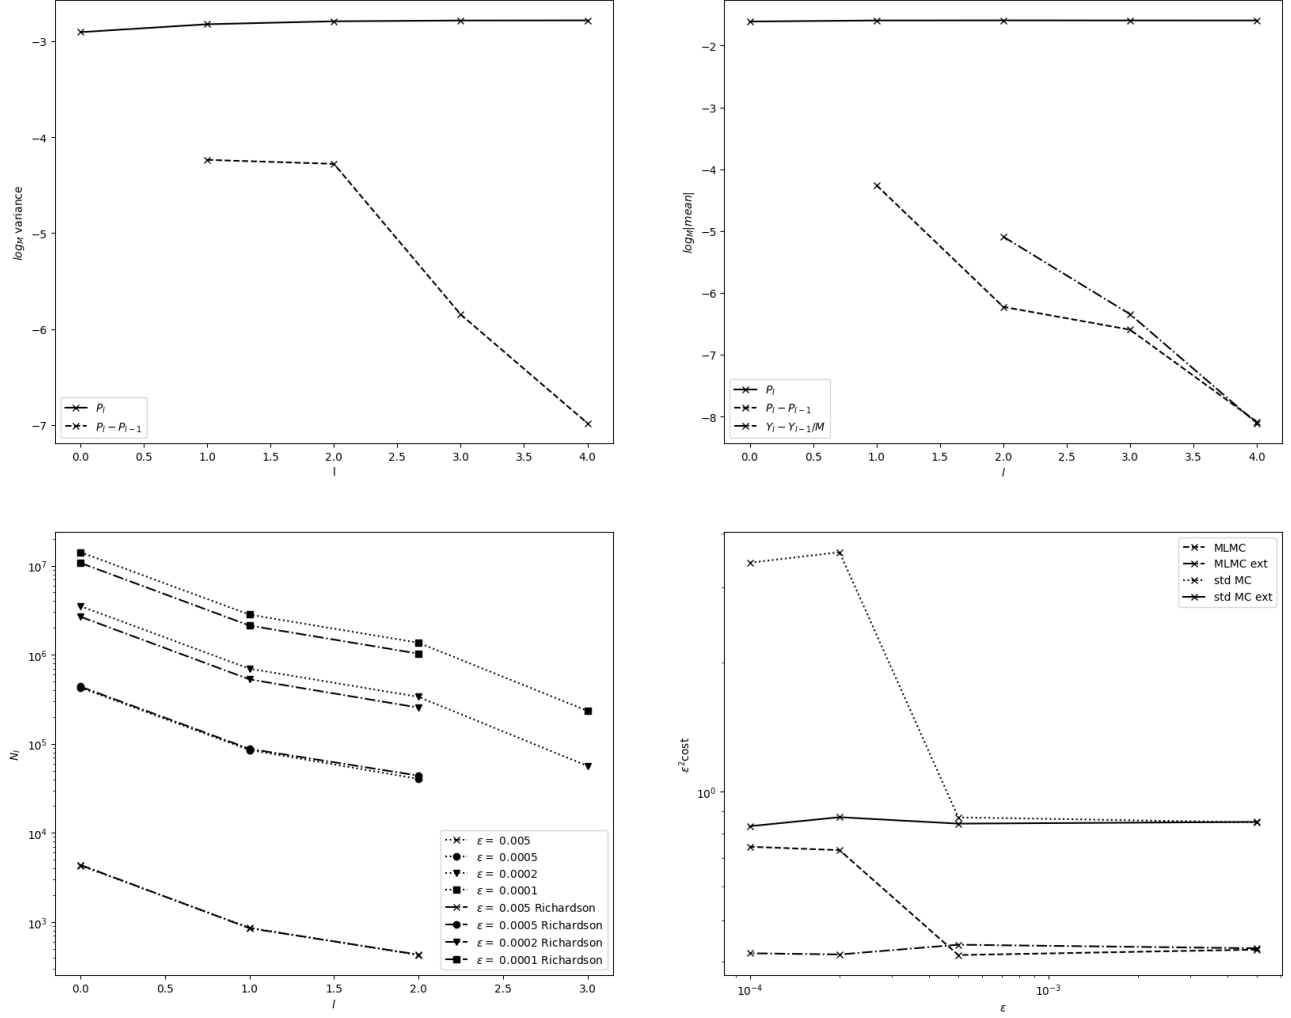 −3
−4
−5
−6
−7
log_M variance
P_l
P_l − P_{l−1}
0.0 0.5 1.0 1.5 2.0 2.5 3.0 3.5 4.0
l
−2
−3
−4
−5
−6
−7
−8
log_M|mean|
P_l
P_l − P_{l−1}
Y_l − Y_{l−1}/M
0.0 0.5 1.0 1.5 2.0 2.5 3.0 3.5 4.0
l
10^7
10^6
10^5
10^4
10^3
N_l
ε = 0.005
ε = 0.0005
ε = 0.0002
ε = 0.0001
ε = 0.005 Richardson
ε = 0.0005 Richardson
ε = 0.0002 Richardson
ε = 0.0001 Richardson
0.0 0.5 1.0 1.5 2.0 2.5 3.0
l
MLMC
MLMC ext
std MC
std MC ext
10^0
ε^2cost
10^−4 10^−3
ε